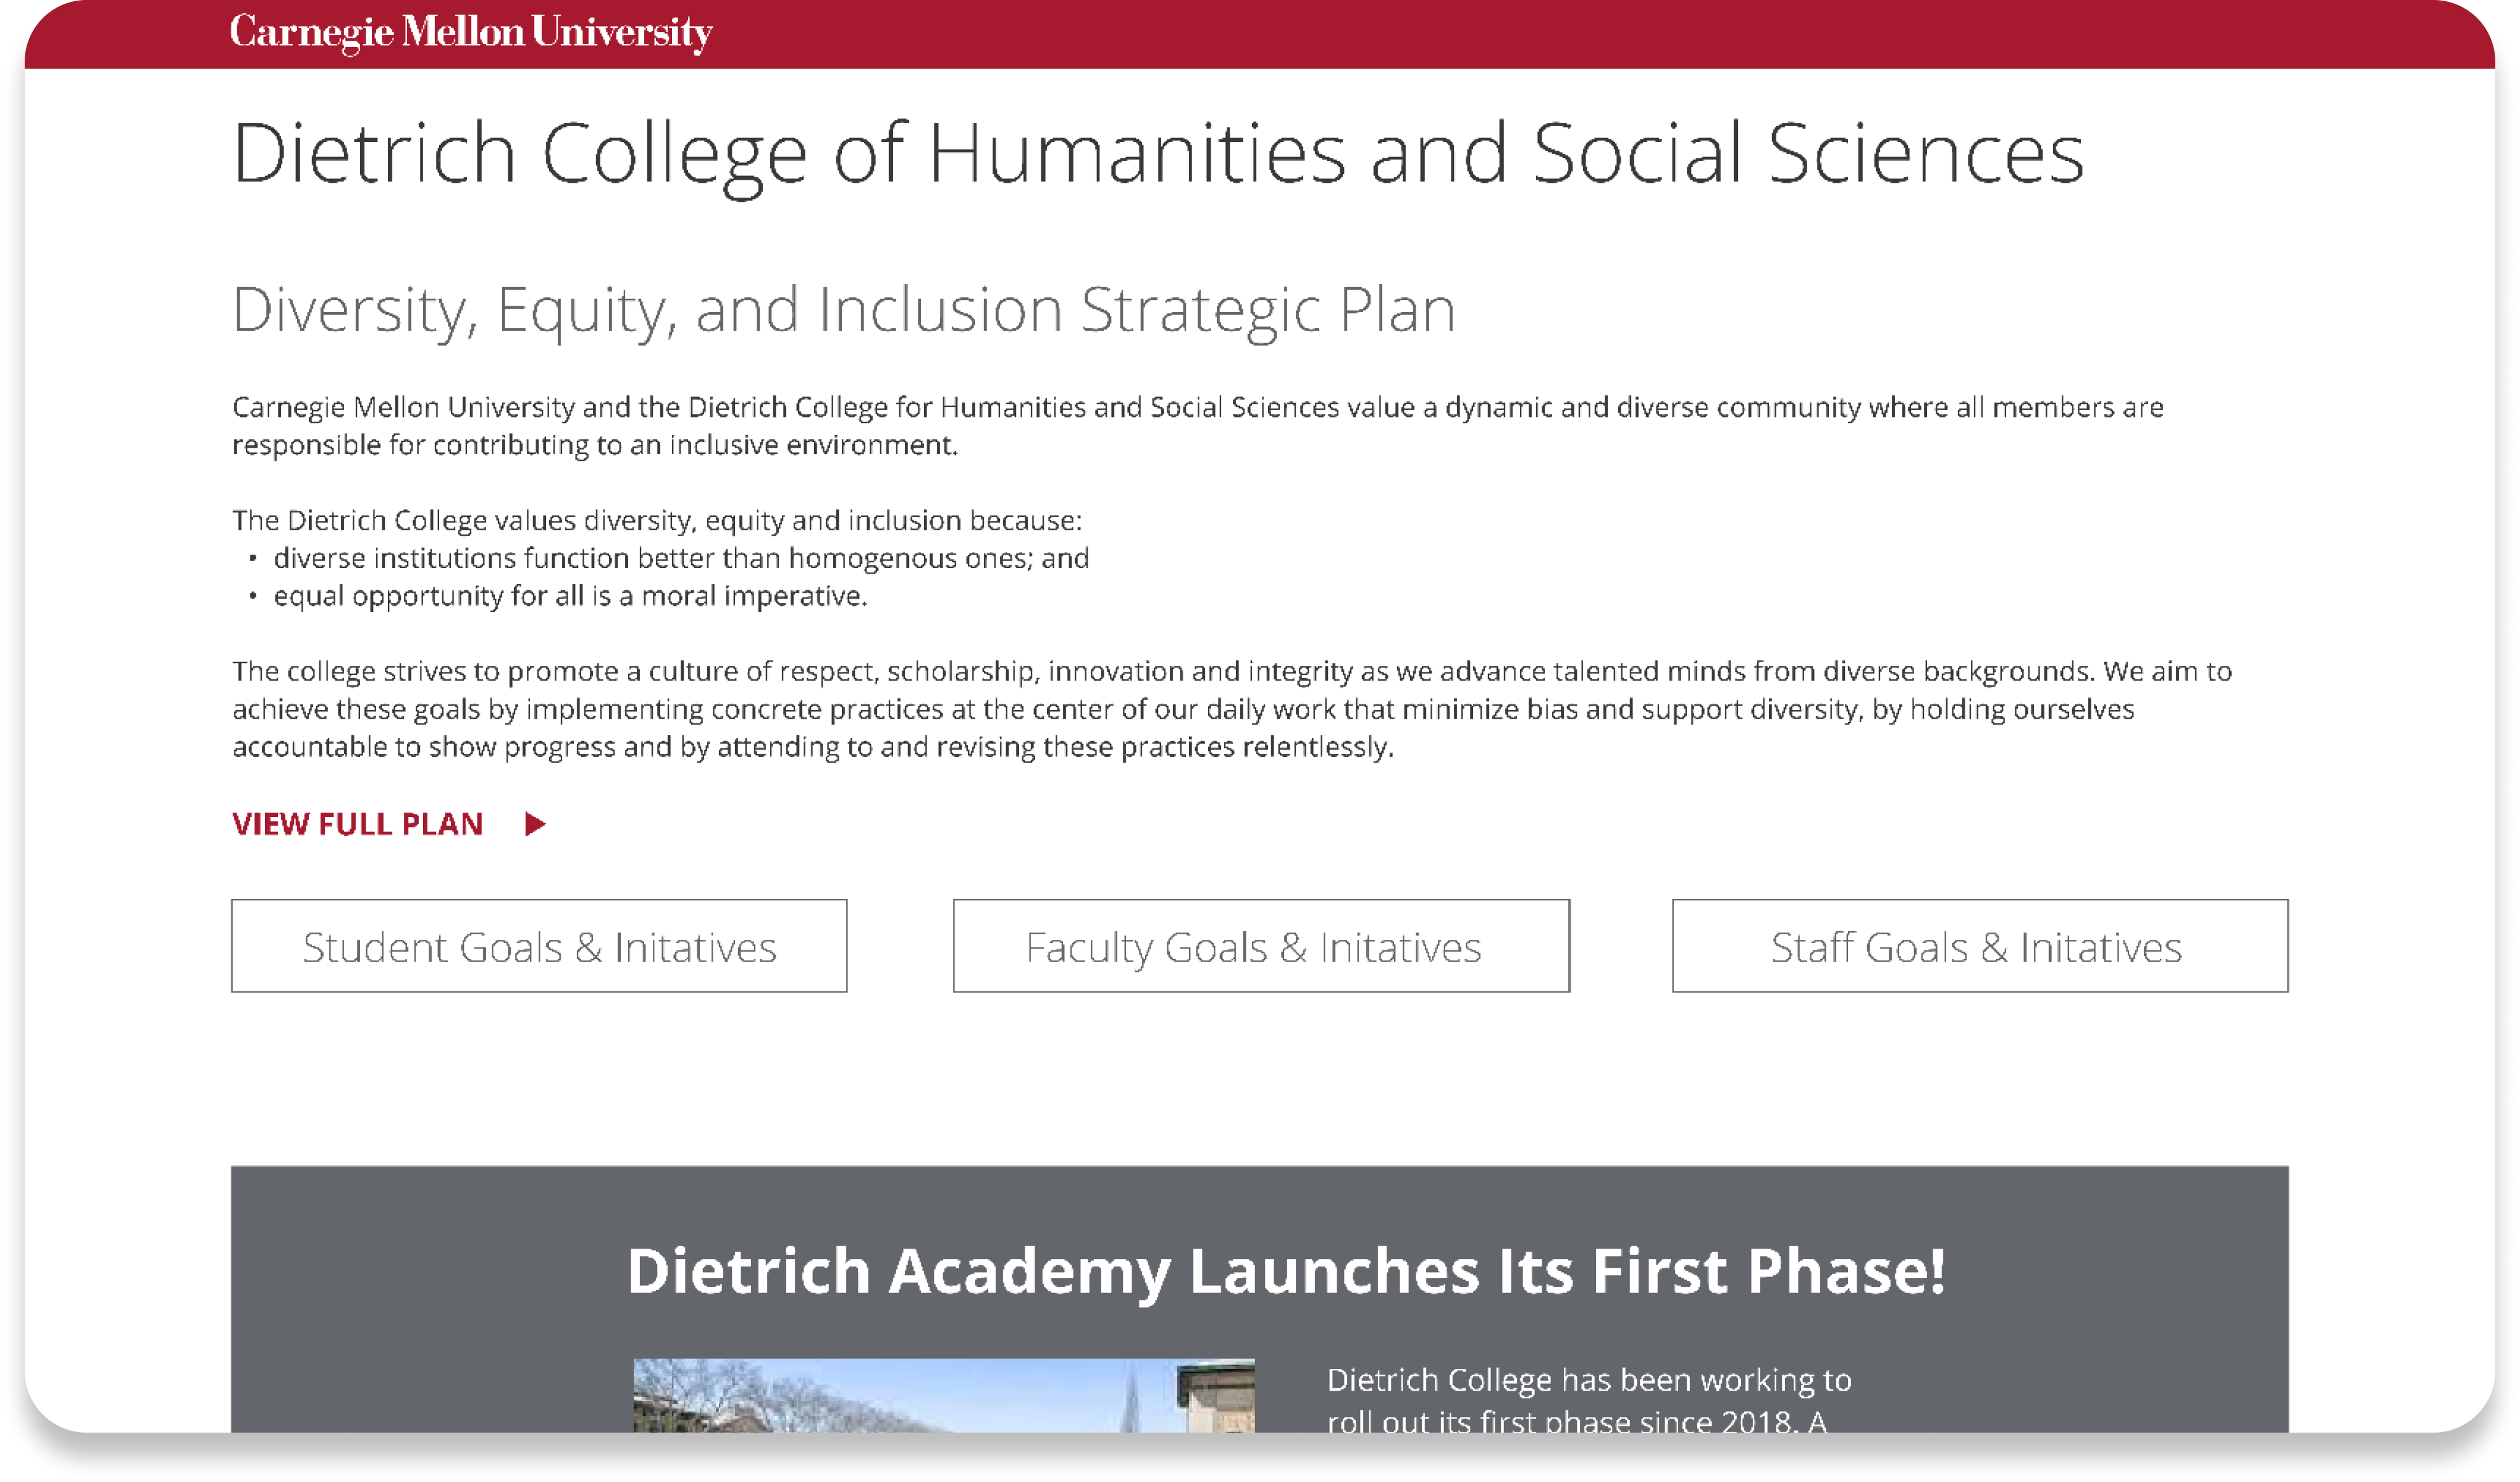 Carnegie Mellon University
Dietrich College of Humanities and Social Sciences
Diversity, Equity, and Inclusion Strategic Plan
Carnegie Mellon University and the Dietrich College for Humanities and Social Sciences value a dynamic and diverse community where all members are
responsible for contributing to an inclusive environment.
The Dietrich College values diversity, equity and inclusion because:
• diverse institutions function better than homogenous ones; and
• equal opportunity for all is a moral imperative.
The college strives to promote a culture of respect, scholarship, innovation and integrity as we advance talented minds from diverse backgrounds. We aim to
achieve these goals by implementing concrete practices at the center of our daily work that minimize bias and support diversity, by holding ourselves
accountable to show progress and by attending to and revising these practices relentlessly.
VIEW FULL PLAN
Student Goals & Initatives
Faculty Goals & Initatives
Staff Goals & Initatives
Dietrich Academy Launches Its First Phase!
Dietrich College has been working to
roll out its first phase since 2018. A